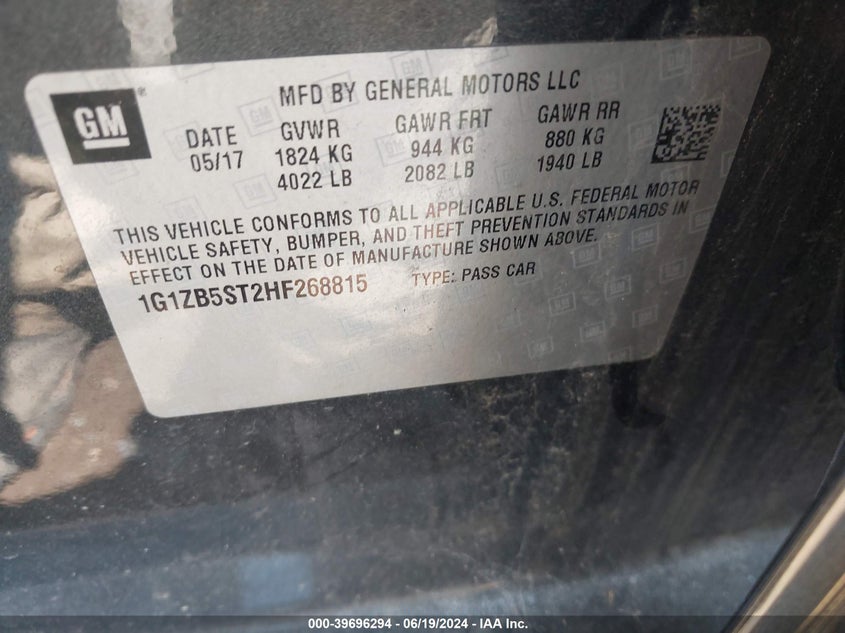 GM®
MFD BY GENERAL MOTORS LLC
DATE GVWR GAWR FRT GAWR RR
05/17 1824 KG 944 KG 880 KG
4022 LB 2082 LB 1940 LB
THIS VEHICLE CONFORMS TO ALL APPLICABLE U.S. FEDERAL MOTOR
VEHICLE SAFETY, BUMPER, AND THEFT PREVENTION STANDARDS IN
EFFECT ON THE DATE OF MANUFACTURE SHOWN ABOVE.
1G1ZB5ST2HF268815 TYPE: PASS CAR
000-39696294 - 06/19/2024 - IAA Inc.